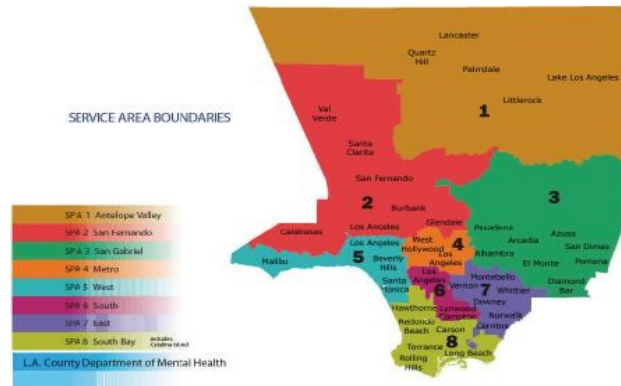 SERVICE AREA BOUNDARIES
SPA 1 Antelope Valley
SPA 2 San Fernando
SPA 3 San Gabriel
SPA 4 Metro
SPA 5 West
SPA 6 South
SPA 7 East
SPA 8 South Bay
includes
Catalina Island
L.A. County Department of Mental Health
Lancaster
Quartz
Hill
Palmdale
Lake Los Angeles
Littlerock
1
Val
Verde
Santa
Clarita
San Fernando
2
Burbank
Glendale
Calabasas
Los Angeles
3
Pasadena
Arcadia
Azusa
San Dimas
Alhambra
El Monte
Pomona
Diamond
Bar
West
Hollywood
4
Los
Angeles
Los Angeles
5
Beverly
Hills
Malibu
Santa
Monica
Los
Angeles
6
Lynwood
Compton
Montebello
Vernon
7
Whittier
Downey
Norwalk
Cerritos
Hawthorne
Redondo
Beach
Carson
8
Torrance
Long Beach
Rolling
Hills